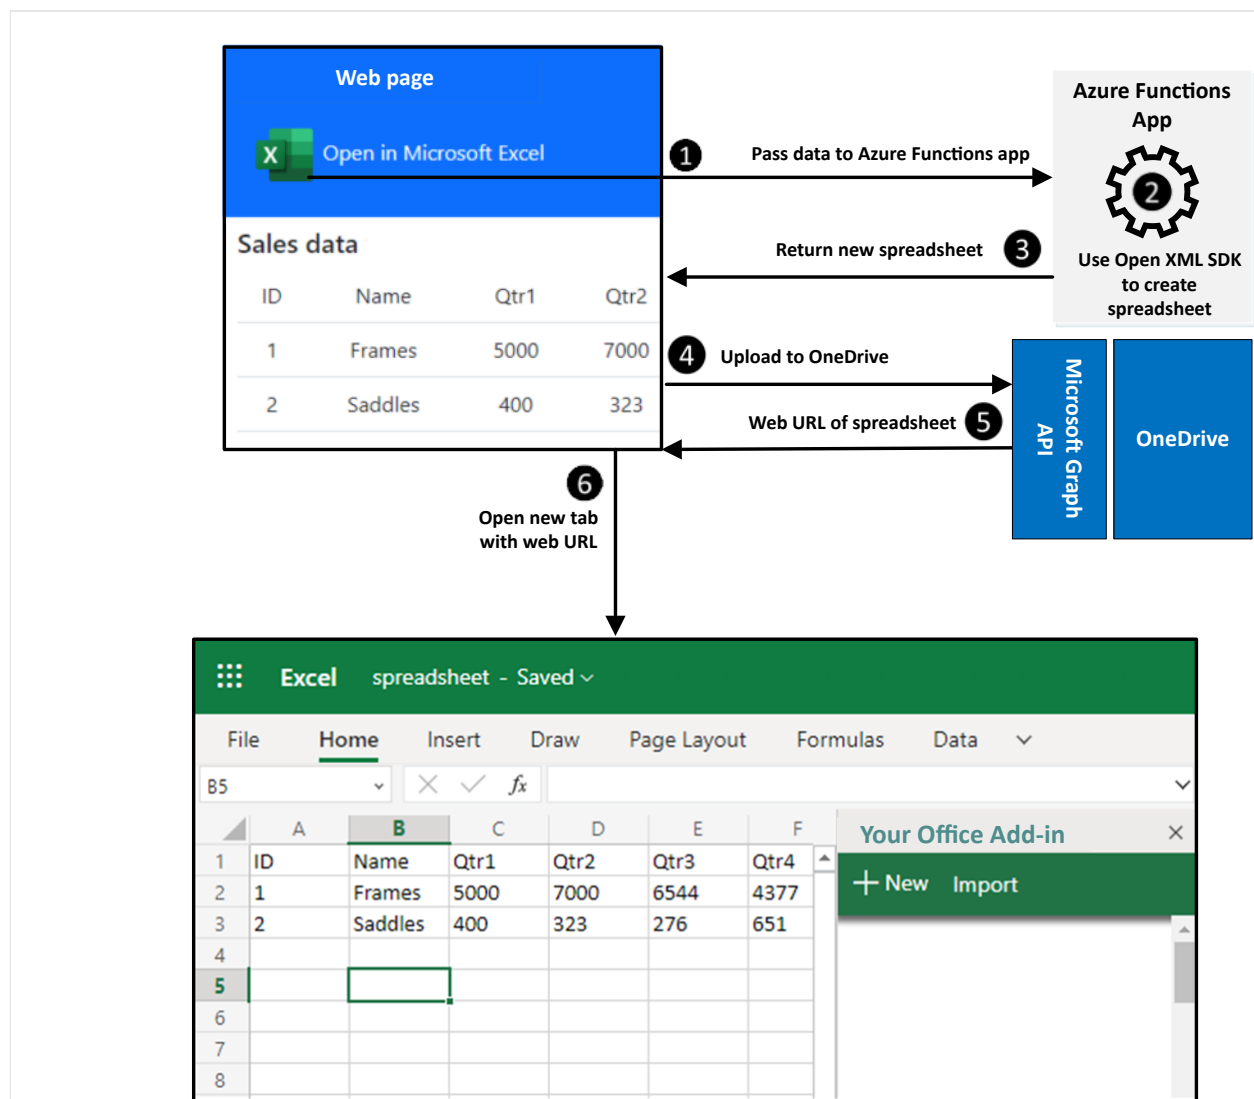 Web page
X
Open in Microsoft Excel
Sales data
ID Name Qtr1 Qtr2
1 Frames 5000 7000
2 Saddles 400 323
1 Pass data to Azure Functions app
Azure Functions
App
2
Use Open XML SDK
to create
spreadsheet
Return new spreadsheet 3
4 Upload to OneDrive
Web URL of spreadsheet 5
Microsoft Graph
API
OneDrive
6
Open new tab
with web URL
Excel spreadsheet - Saved
File Home Insert Draw Page Layout Formulas Data
B5 fx
A B C D E F
1 ID Name Qtr1 Qtr2 Qtr3 Qtr4
2 1 Frames 5000 7000 6544 4377
3 2 Saddles 400 323 276 651
4
5
6
7
8
Your Office Add-in
New Import